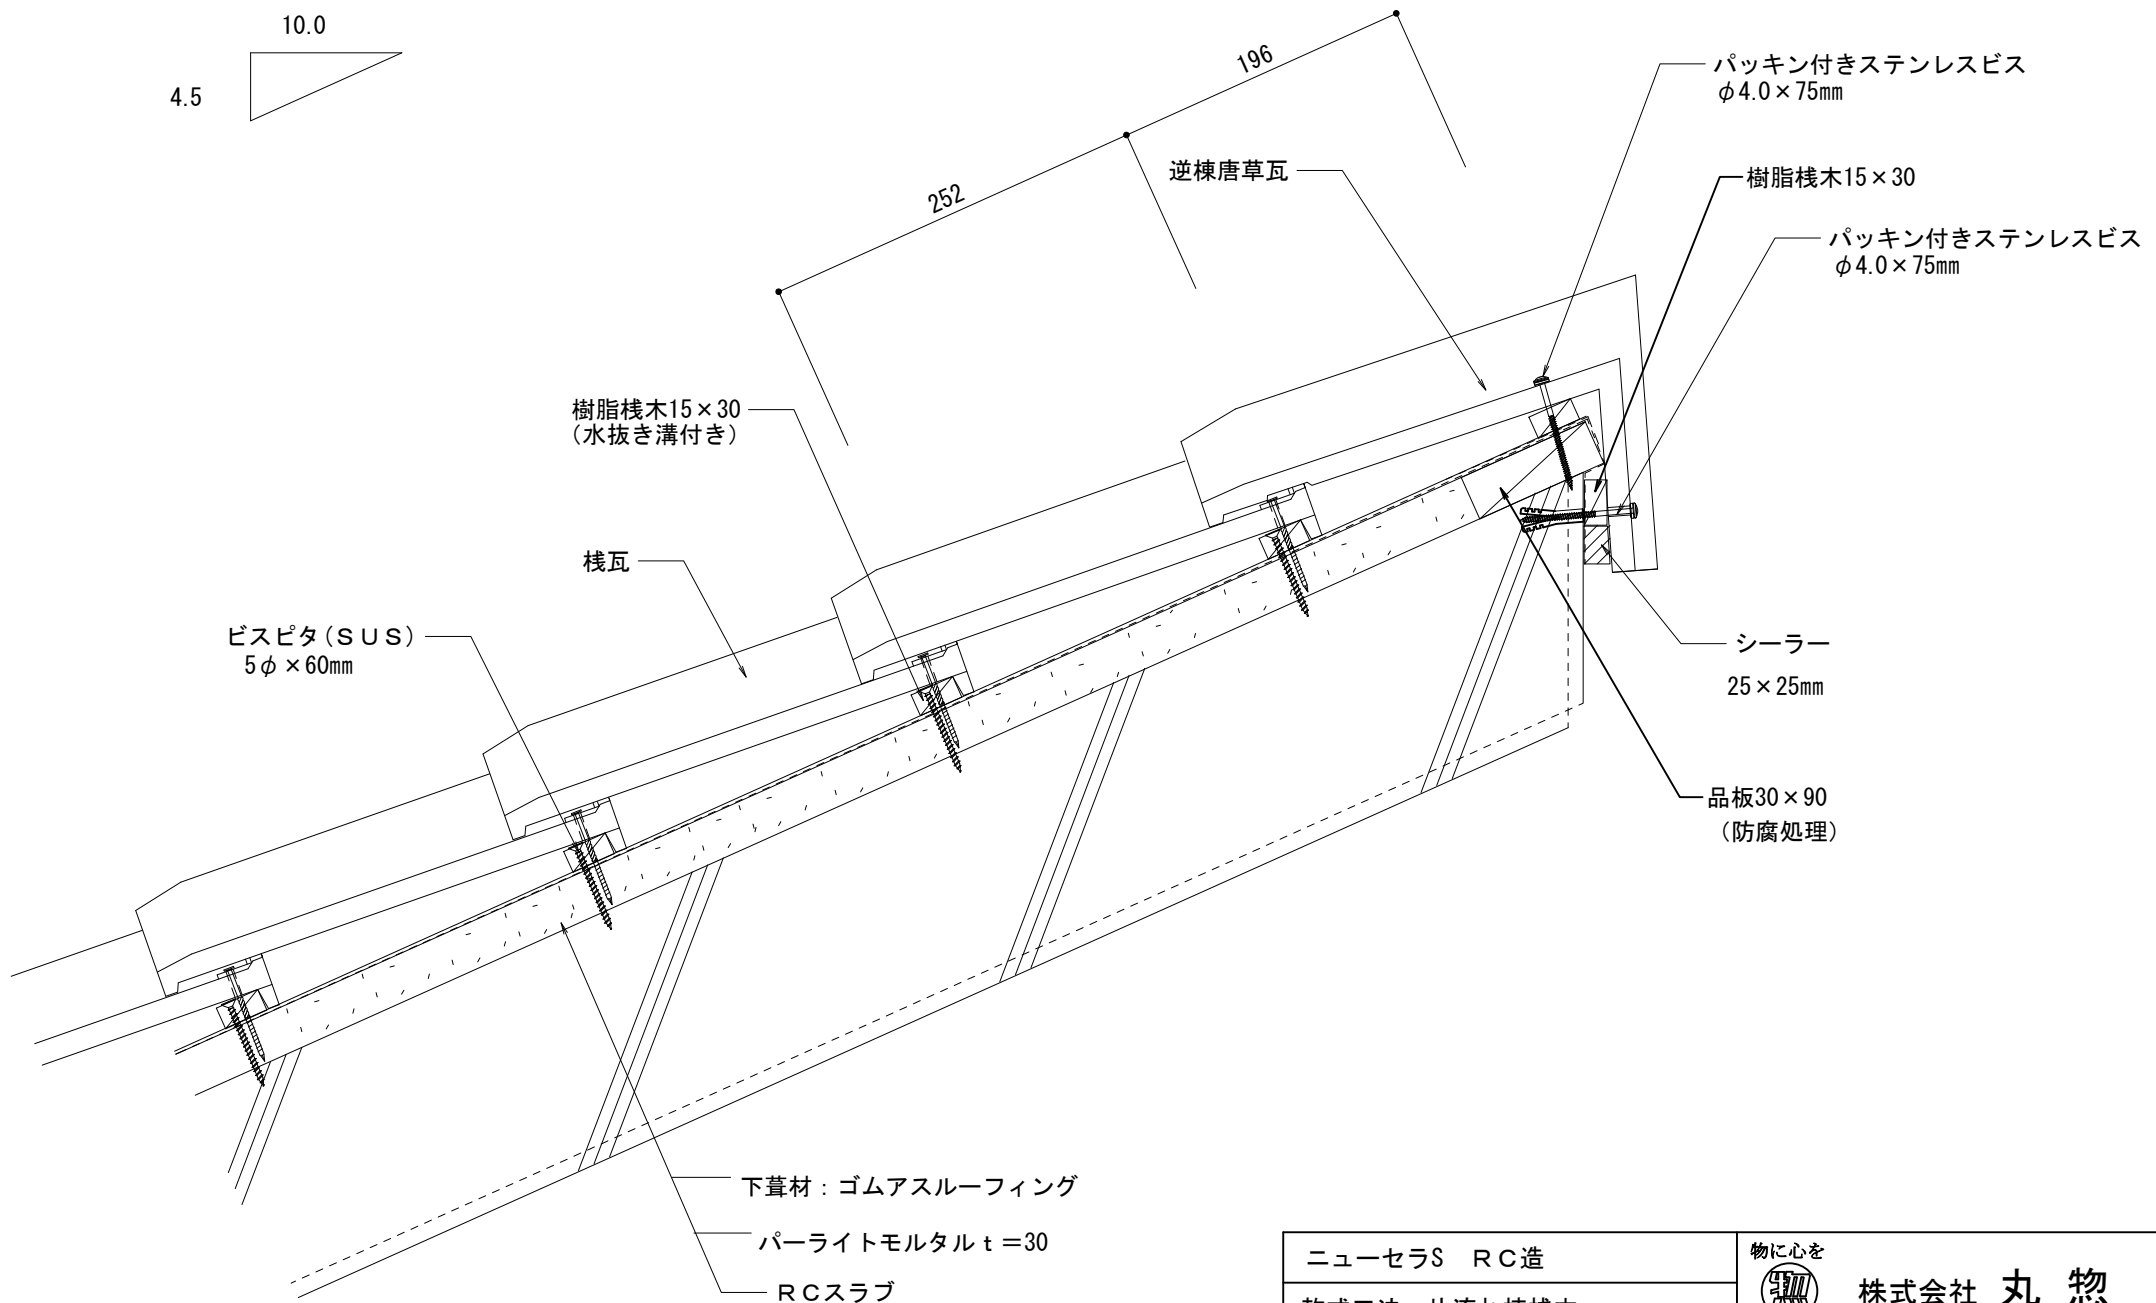 10.0
4.5
196
252
パッキン付きステンレスビス
φ4.0×75mm
逆棟唐草瓦
樹脂桟木15×30
パッキン付きステンレスビス
φ4.0×75mm
樹脂桟木15×30
（水抜き溝付き）
桟瓦
ビスピタ（ＳＵＳ）
5φ×60mm
シーラー
25×25mm
品板30×90
（防腐処理）
下葺材：ゴムアスルーフィング
パーライトモルタルｔ＝30
ＲＣスラブ
ニューセラS　ＲＣ造
物に心を
株式会社 丸 惣